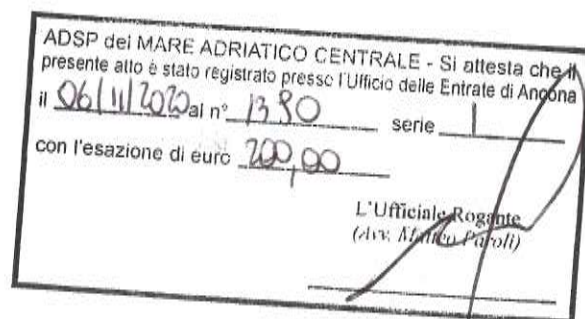 ADSP del MARE ADRIATICO CENTRALE - Si attesta che il
presente atto è stato registrato presso l'Ufficio delle Entrate di Ancona
il 06/11/2020 al n° 1380 serie 1
con l'esazione di euro 200,00
L'Ufficiale Rogante
(Avv. Matteo Paroli)